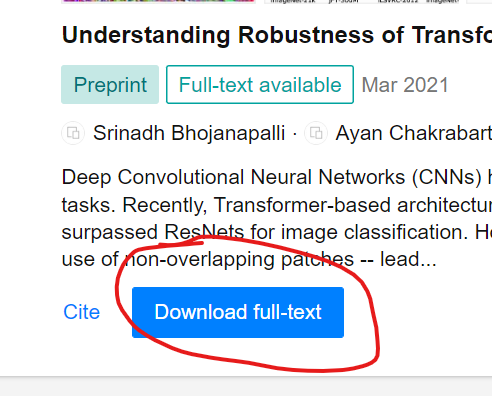 Understanding Robustness of Transfo
Preprint Full-text available Mar 2021
Srinadh Bhojanapalli · Ayan Chakrabart
Deep Convolutional Neural Networks (CNNs) h
tasks. Recently, Transformer-based architectur
surpassed ResNets for image classification. He
use of non-overlapping patches -- lead...
Cite Download full-text